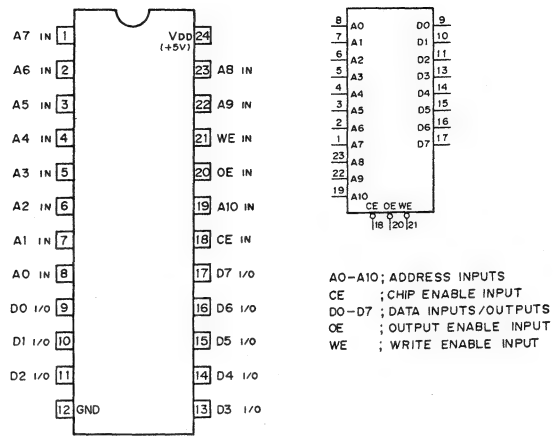 A7 IN 1
A6 IN 2
A5 IN 3
A4 IN 4
A3 IN 5
A2 IN 6
A1 IN 7
A0 IN 8
D0 I/O 9
D1 I/O 10
D2 I/O 11
12 GND
VDD 24
(+5V)
23 A8 IN
22 A9 IN
21 WE IN
20 OE IN
19 A10 IN
18 CE IN
17 D7 I/O
16 D6 I/O
15 D5 I/O
14 D4 I/O
13 D3 I/O
8 A0 D0 9
7 A1 D1 10
6 A2 D2 11
5 A3 D3 13
4 A4 D4 14
3 A5 D5 15
2 A6 D6 16
1 A7 D7 17
23 A8
22 A9
19 A10
CE OE WE
18 20 21
A0-A10; ADDRESS INPUTS
CE ; CHIP ENABLE INPUT
D0-D7 ; DATA INPUTS/OUTPUTS
OE ; OUTPUT ENABLE INPUT
WE ; WRITE ENABLE INPUT